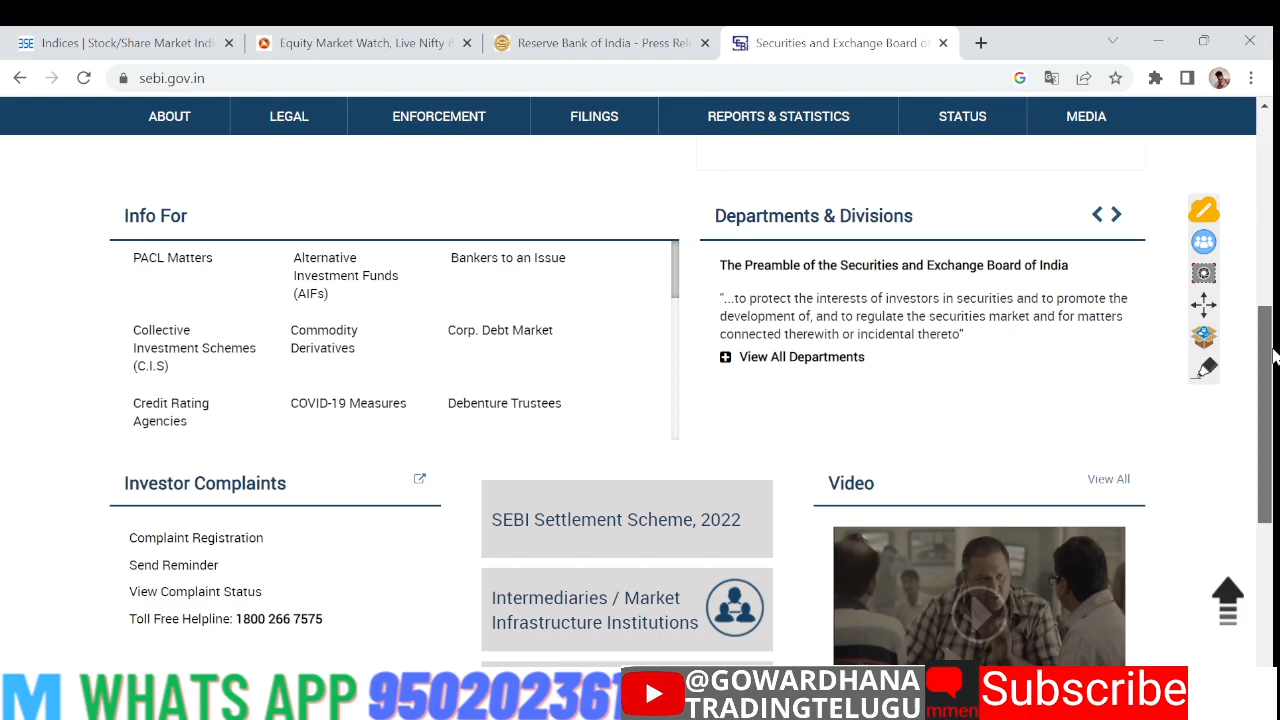 Indices | Stock/Share Market Indi
Equity Market Watch, Live Nifty &
Reserve Bank of India - Press Rel
Securities and Exchange Board of
sebi.gov.in
ABOUT
LEGAL
ENFORCEMENT
FILINGS
REPORTS & STATISTICS
STATUS
MEDIA
Info For
PACL Matters
Alternative
Investment Funds
(AIFs)
Bankers to an Issue
Collective
Investment Schemes
(C.I.S)
Commodity
Derivatives
Corp. Debt Market
Credit Rating
Agencies
COVID-19 Measures
Debenture Trustees
Departments & Divisions
The Preamble of the Securities and Exchange Board of India
"...to protect the interests of investors in securities and to promote the
development of, and to regulate the securities market and for matters
connected therewith or incidental thereto"
View All Departments
Investor Complaints
Complaint Registration
Send Reminder
View Complaint Status
Toll Free Helpline: 1800 266 7575
SEBI Settlement Scheme, 2022
Intermediaries / Market
Infrastructure Institutions
Video
View All
M WHATS APP 950202361
@GOWARDHANA
TRADINGTELUGU
mmen
Subscribe